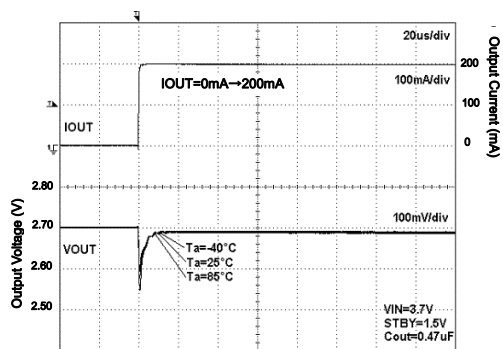 20us/div
200
IOUT=0mA→200mA
100mA/div
100
IOUT
0
Output Current (mA)
2.80
2.70
100mV/div
VOUT
Ta=-40°C
2.60
Ta=25°C
Ta=85°C
2.50
VIN=3.7V
STBY=1.5V
Cout=0.47uF
Output Voltage (V)